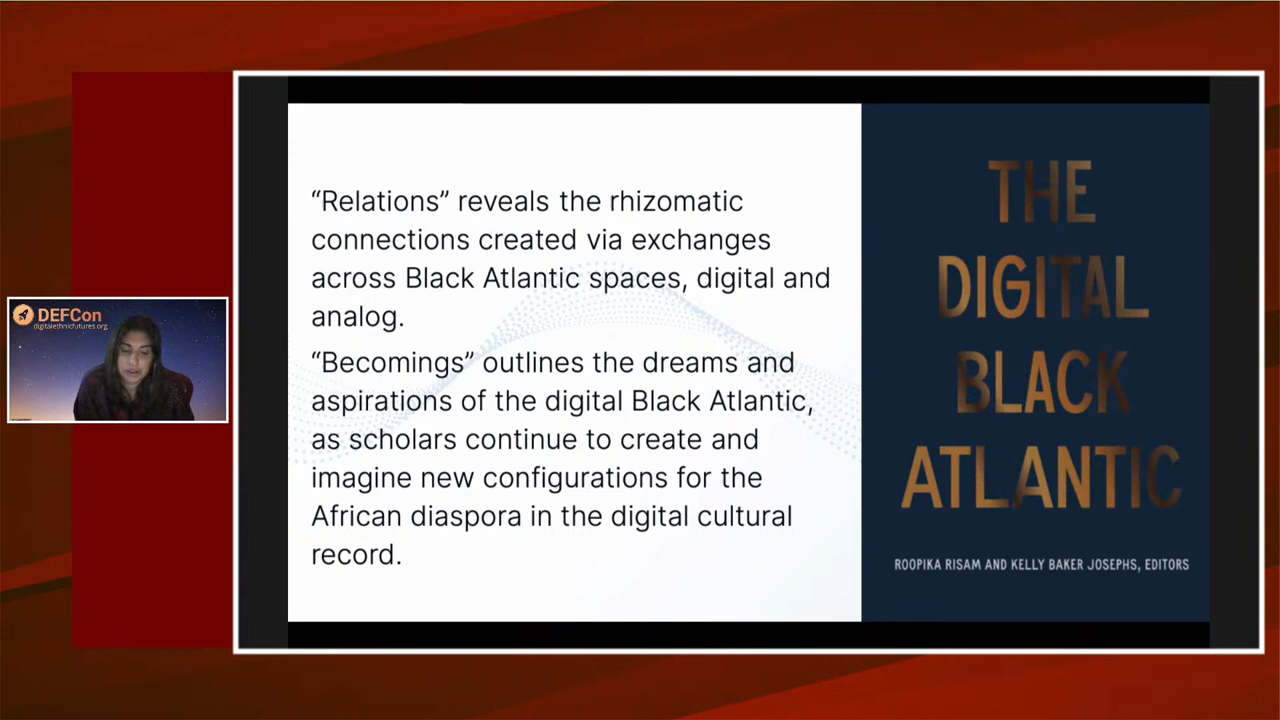 DEFCon
digitalethnicfutures.org
“Relations” reveals the rhizomatic
connections created via exchanges
across Black Atlantic spaces, digital and
analog.
“Becomings” outlines the dreams and
aspirations of the digital Black Atlantic,
as scholars continue to create and
imagine new configurations for the
African diaspora in the digital cultural
record.
THE
DIGITAL
BLACK
ATLANTIC
ROOPIKA RISAM AND KELLY BAKER JOSEPHS, EDITORS